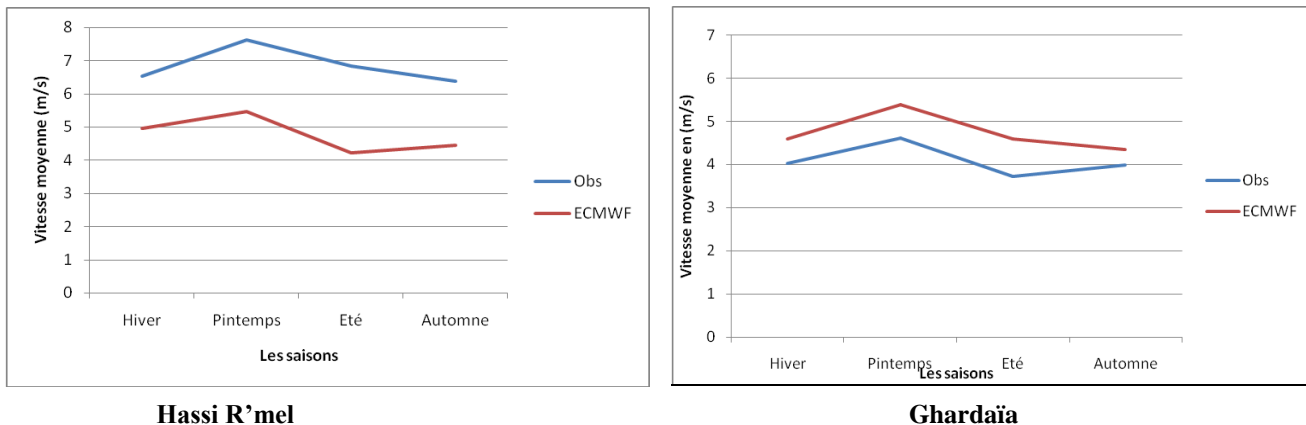 8
7
6
5
4
3
2
1
0
Vitesse moyenne (m/s)
Hiver Pintemps Eté Automne
Les saisons
Obs
ECMWF
Hassi R’mel
7
6
5
4
3
2
1
0
Vitesse moyenne en (m/s)
Hiver Pintemps Eté Automne
Les saisons
Obs
ECMWF
Ghardaïa